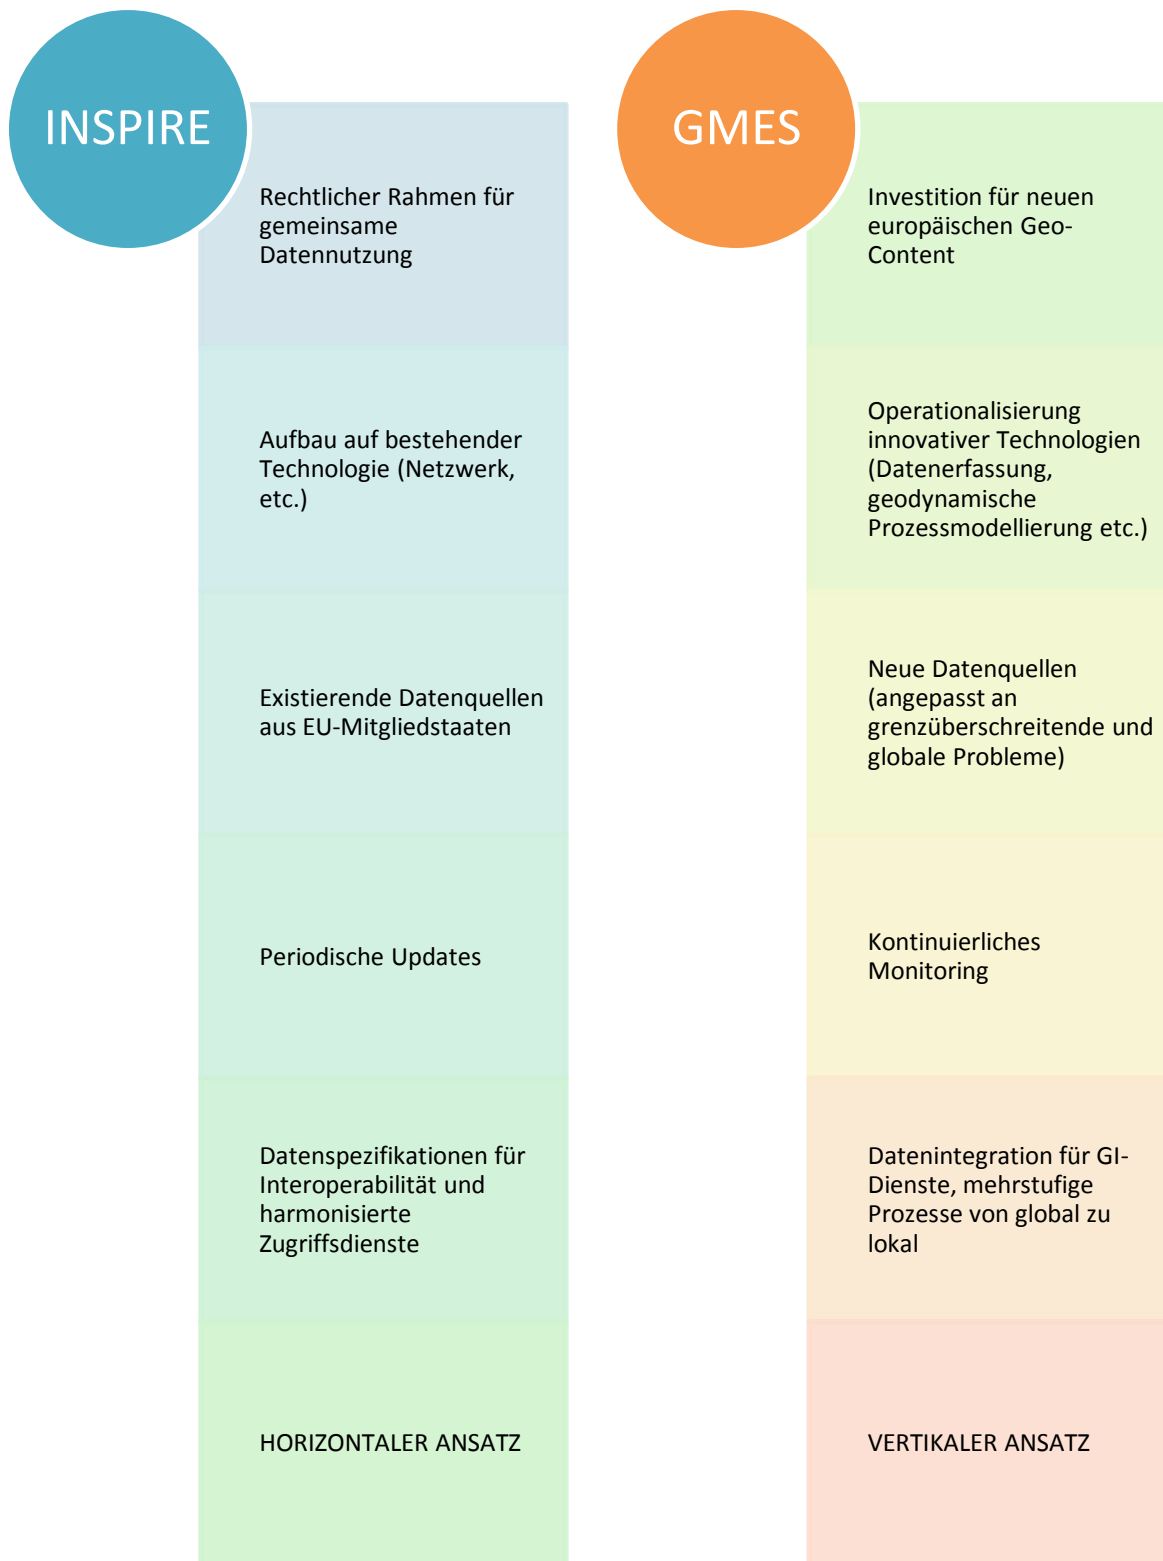 INSPIRE
Rechtlicher Rahmen für
gemeinsame
Datennutzung
Aufbau auf bestehender
Technologie (Netzwerk,
etc.)
Existierende Datenquellen
aus EU-Mitgliedstaaten
Periodische Updates
Datenspezifikationen für
Interoperabilität und
harmonisierte
Zugriffsdienste
HORIZONTALER ANSATZ
GMES
Investition für neuen
europäischen Geo-
Content
Operationalisierung
innovativer Technologien
(Datenerfassung,
geodynamische
Prozessmodellierung etc.)
Neue Datenquellen
(angepasst an
grenzüberschreitende und
globale Probleme)
Kontinuierliches
Monitoring
Datenintegration für GI-
Dienste, mehrstufige
Prozesse von global zu
lokal
VERTIKALER ANSATZ